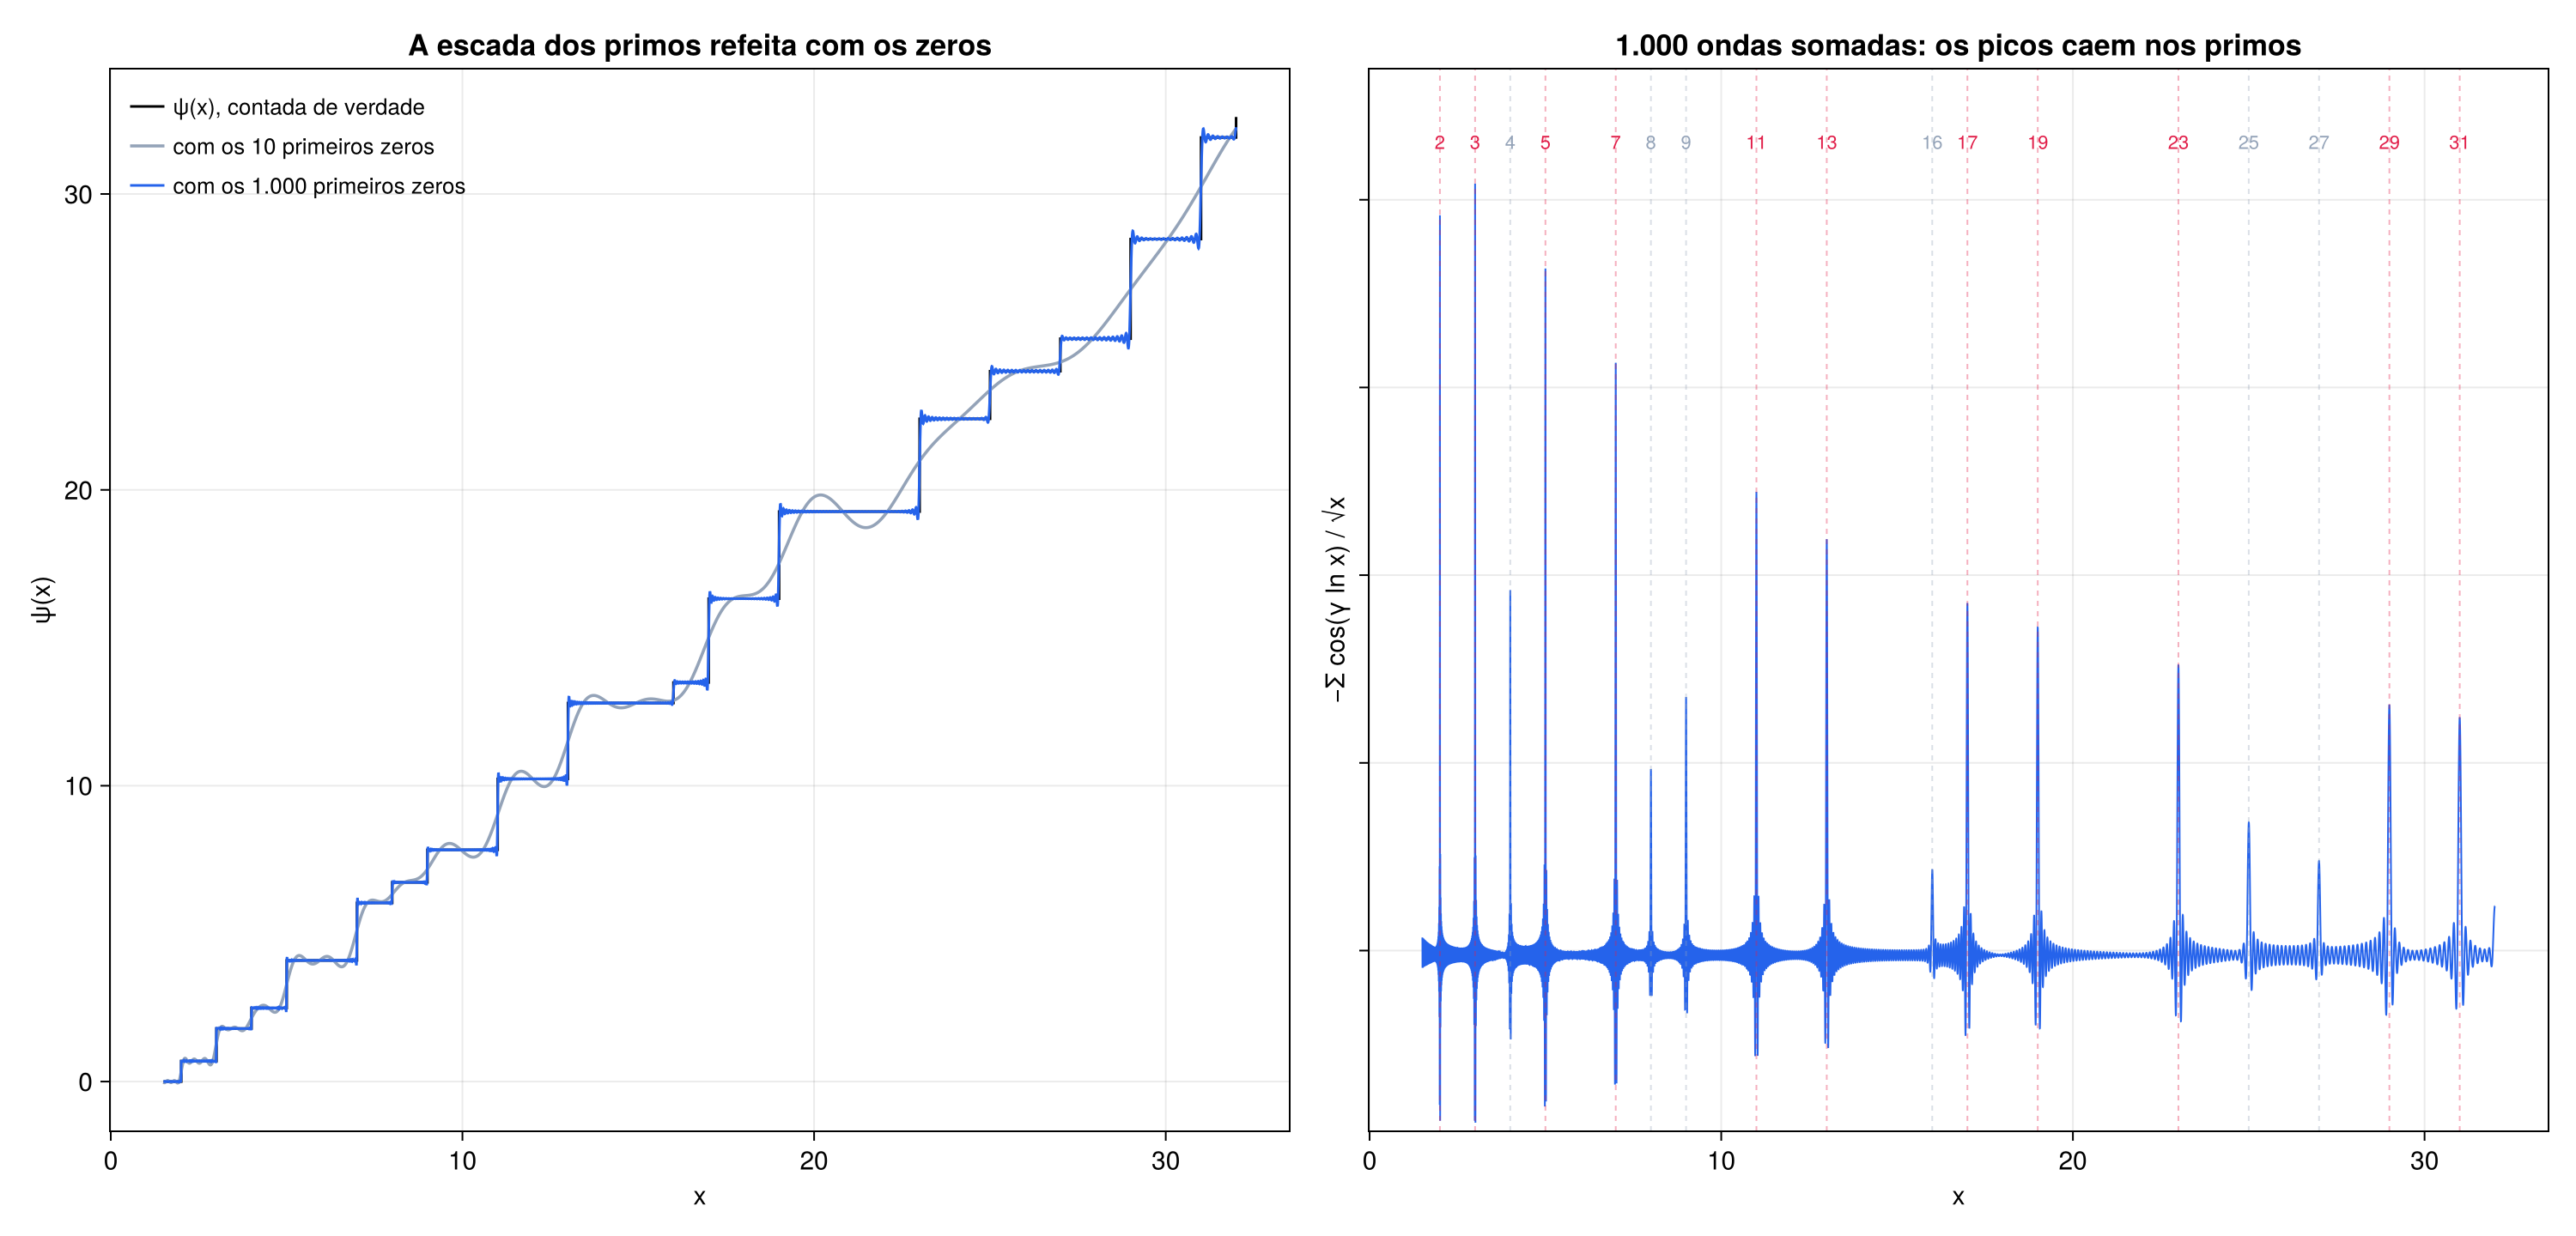 A escada dos primos refeita com os zeros
ψ(x), contada de verdade
com os 10 primeiros zeros
com os 1.000 primeiros zeros
ψ(x)
30
20
10
0
0 10 20 30
x
1.000 ondas somadas: os picos caem nos primos
2 3 4 5 7 8 9 11 13 16 17 19 23 25 27 29 31
−Σ cos(γ ln x) / √x
0 10 20 30
x